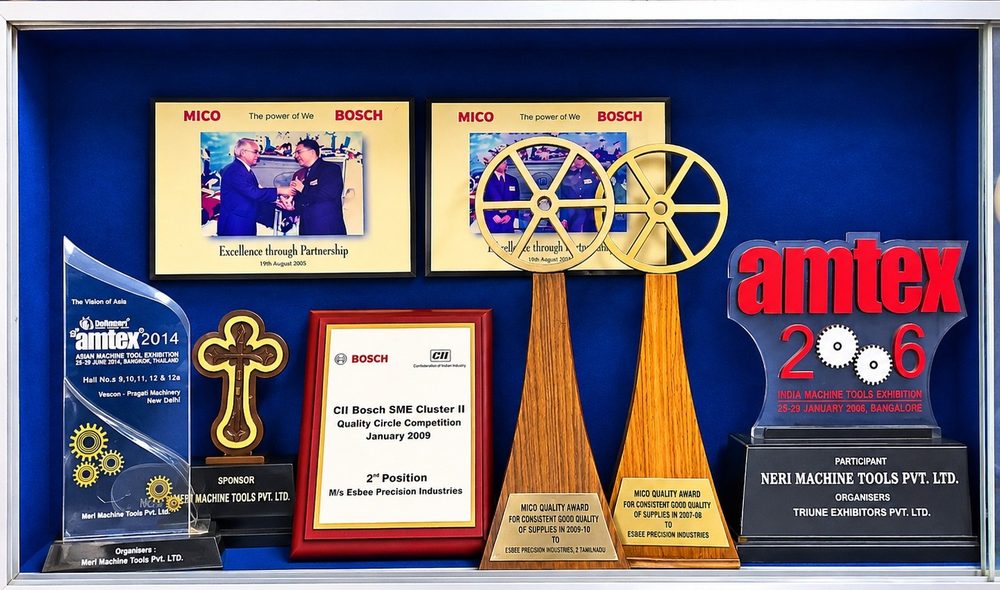 MICO The power of We BOSCH
Excellence through Partnership
19th August 2005
MICO The power of We BOSCH
Excellence through Partnership
19th August 2005
The Vision of Asia
amtex 2014
ASIAN MACHINE TOOL EXHIBITION
25-29 JUNE 2014, BANGKOK, THAILAND
Hall No.s 9,10,11, 12 & 12a
Vescon - Pragati Machinery
New Delhi
Meri Machine Tools Pvt. Ltd.
Organisers :
Meri Machine Tools Pvt. LTD.
SPONSOR
MERI MACHINE TOOLS PVT. LTD.
BOSCH
CII
Confederation of Indian Industry
CII Bosch SME Cluster II
Quality Circle Competition
January 2009
2nd Position
M/s Esbee Precision Industries
MICO QUALITY AWARD
FOR CONSISTENT GOOD QUALITY
OF SUPPLIES IN 2009-10
TO
ESBEE PRECISION INDUSTRIES, 2 TAMILNADU
MICO QUALITY AWARD
FOR CONSISTENT GOOD QUALITY
OF SUPPLIES IN 2007-08
TO
ESBEE PRECISION INDUSTRIES
amtex
2006
INDIA MACHINE TOOLS EXHIBITION
25-29 JANUARY 2006, BANGALORE
PARTICIPANT
NERI MACHINE TOOLS PVT. LTD.
ORGANISERS
TRIUNE EXHIBITORS PVT. LTD.